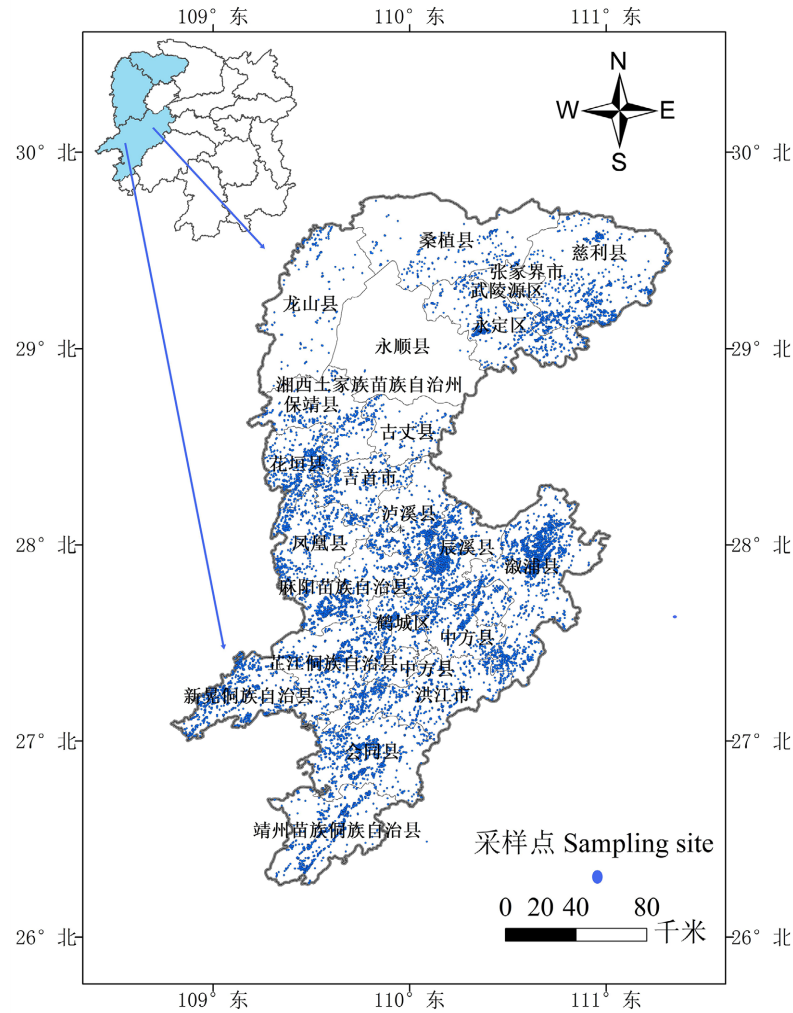 109° 东
110° 东
111° 东
N
W
E
S
30° 北
30° 北
桑植县
慈利县
张家界市
武陵源区
龙山县
永定区
永顺县
29° 北
29° 北
湘西土家族苗族自治州
保靖县
古丈县
花垣县
吉首市
泸溪县
凤凰县
辰溪县
28° 北
28° 北
溆浦县
麻阳苗族自治县
鹤城区
中方县
芷江侗族自治县
中方县
新晃侗族自治县
洪江市
27° 北
27° 北
会同县
靖州苗族侗族自治县
采样点 Sampling site
0 20 40 80
千米
26° 北
26° 北
109° 东
110° 东
111° 东